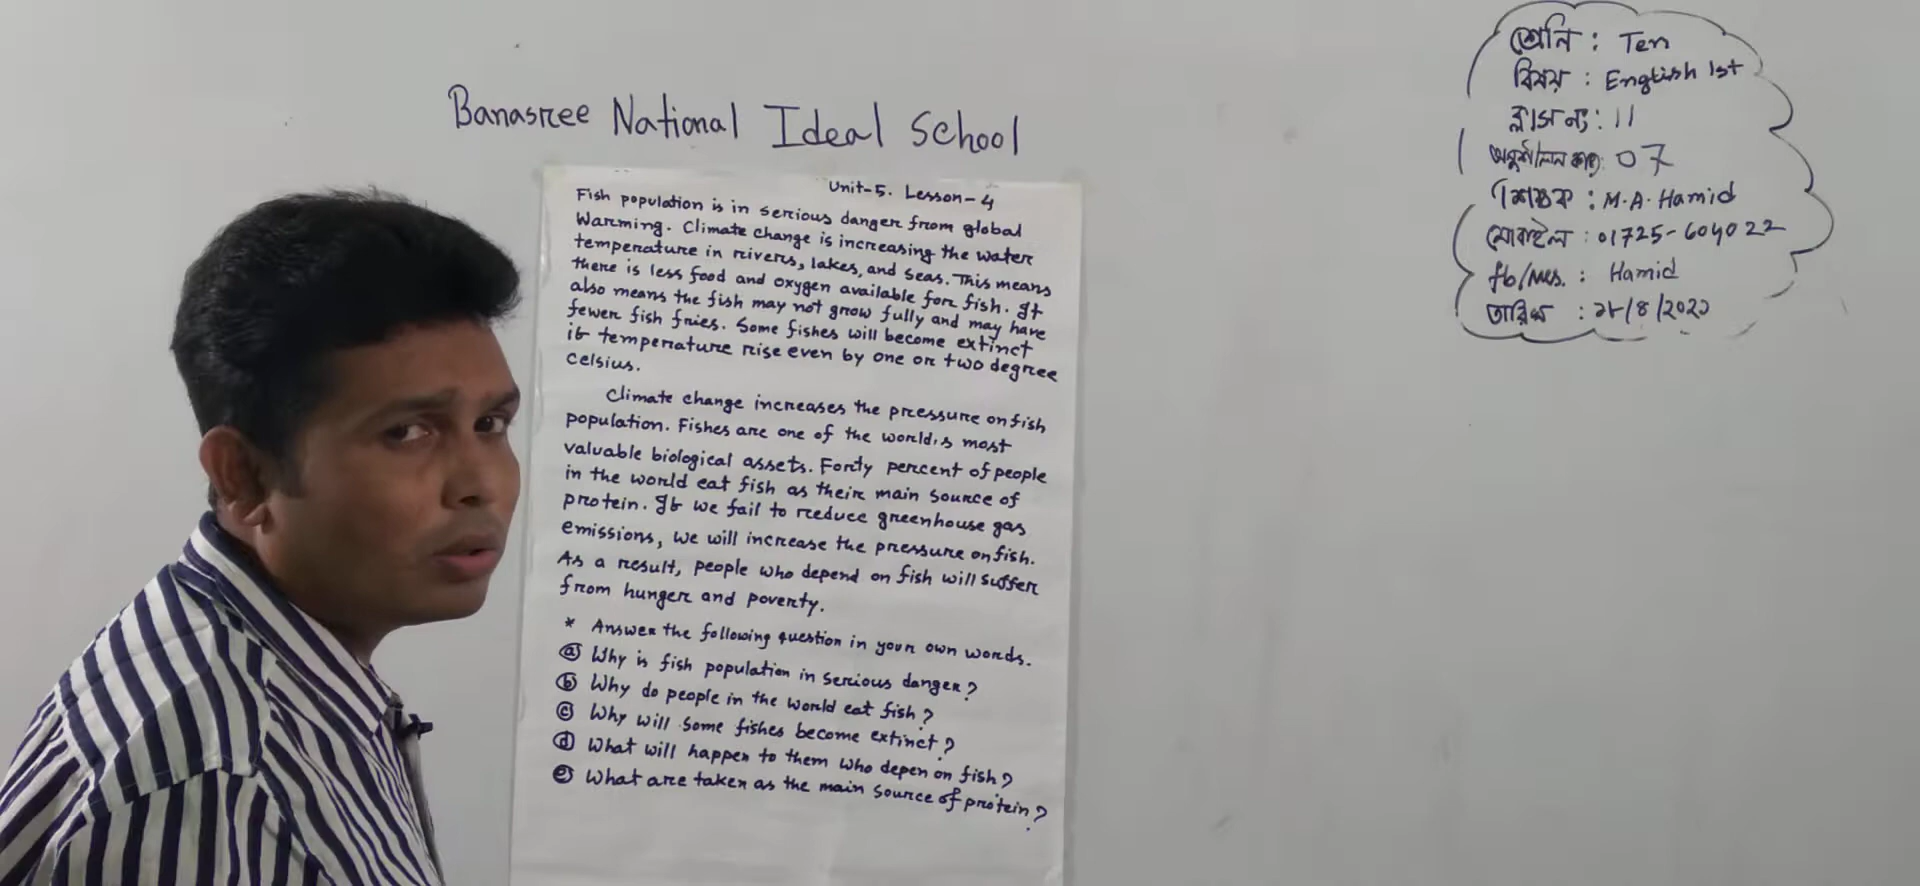 Banasree National Ideal School
Unit-5. Lesson-4
Fish population is in serious danger from global
Warming. Climate change is increasing the water
temperature in rivers, lakes, and seas. This means
there is less food and oxygen available for fish. It
also means the fish may not grow fully and may have
fewer fish fries. Some fishes will become extinct
if temperature rise even by one or two degree
Celsius.
Climate change increases the pressure on fish
population. Fishes are one of the world's most
valuable biological assets. Forty percent of people
in the world eat fish as their main source of
protein. If we fail to reduce greenhouse gas
emissions, we will increase the pressure on fish.
As a result, people who depend on fish will suffer
from hunger and poverty.
* Answer the following question in your own words.
ⓐ Why is fish population in serious danger?
ⓑ Why do people in the world eat fish?
ⓒ Why will some fishes become extinct?
ⓓ What will happen to them who depen on fish?
ⓔ What are taken as the main source of protein?
শ্রেনি : Ten
বিষয় : English 1st
ক্লাস নং : 11
অনুশীলন : 07
শিক্ষক : M.A. Hamid
মোবাইল : 01725-604022
fb/Mes. : Hamid
তারিখ :